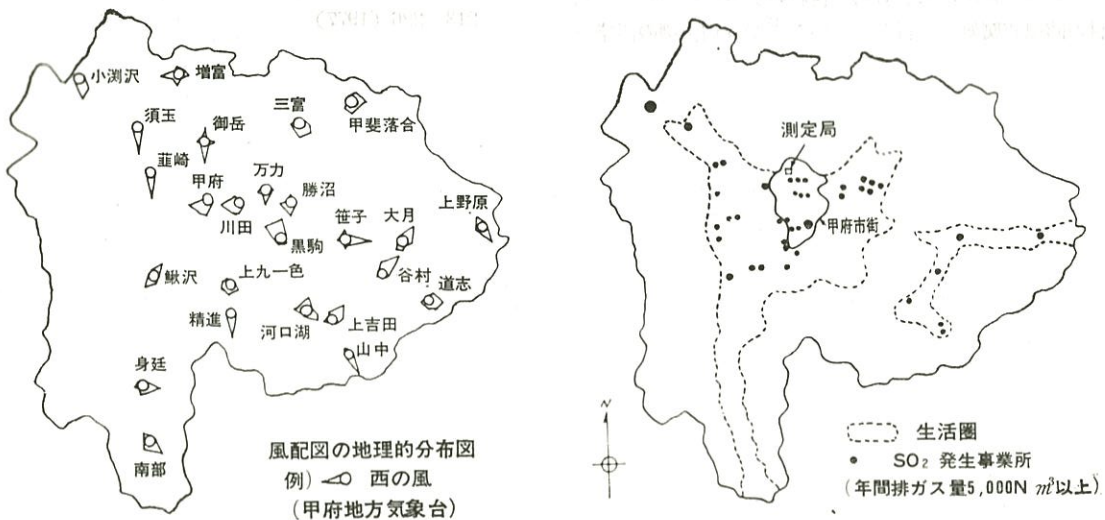 小渕沢
増富
須玉
御岳
三富
甲斐落合
韮崎
甲府
川田
万力
勝沼
黒駒
笹子
大月
上野原
谷村
道志
鰍沢
上九一色
精進
河口湖
上吉田
山中
身廷
南部
風配図の地理的分布図
例) 西の風
(甲府地方気象台)
測定局
甲府市街
N
生活圏
SO₂ 発生事業所
(年間排ガス量5,000N m³以上)